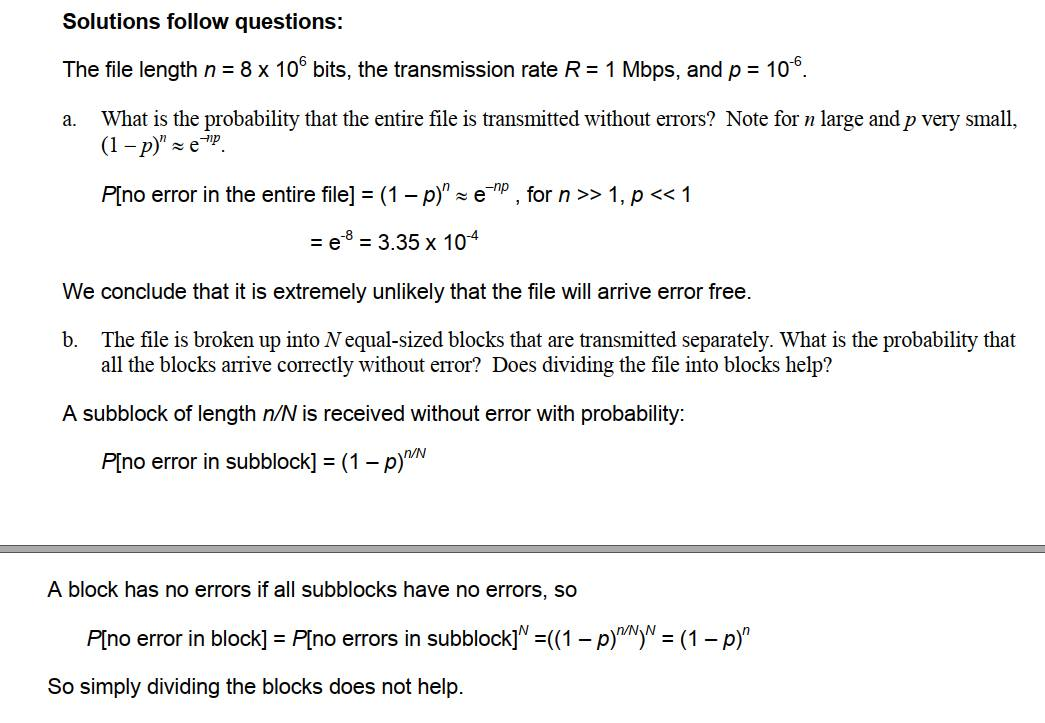 Solutions follow questions:
The file length n = 8 x 10⁶ bits, the transmission rate R = 1 Mbps, and p = 10⁻⁶.
a. What is the probability that the entire file is transmitted without errors? Note for n large and p very small,
(1 – p)ⁿ ≈ e⁻ⁿᵖ.
P[no error in the entire file] = (1 – p)ⁿ ≈ e⁻ⁿᵖ , for n >> 1, p << 1
= e⁻⁸ = 3.35 x 10⁻⁴
We conclude that it is extremely unlikely that the file will arrive error free.
b. The file is broken up into N equal-sized blocks that are transmitted separately. What is the probability that
all the blocks arrive correctly without error? Does dividing the file into blocks help?
A subblock of length n/N is received without error with probability:
P[no error in subblock] = (1 – p)ⁿᐟᴺ
A block has no errors if all subblocks have no errors, so
P[no error in block] = P[no errors in subblock]ᴺ =((1 – p)ⁿᐟᴺ)ᴺ = (1 – p)ⁿ
So simply dividing the blocks does not help.